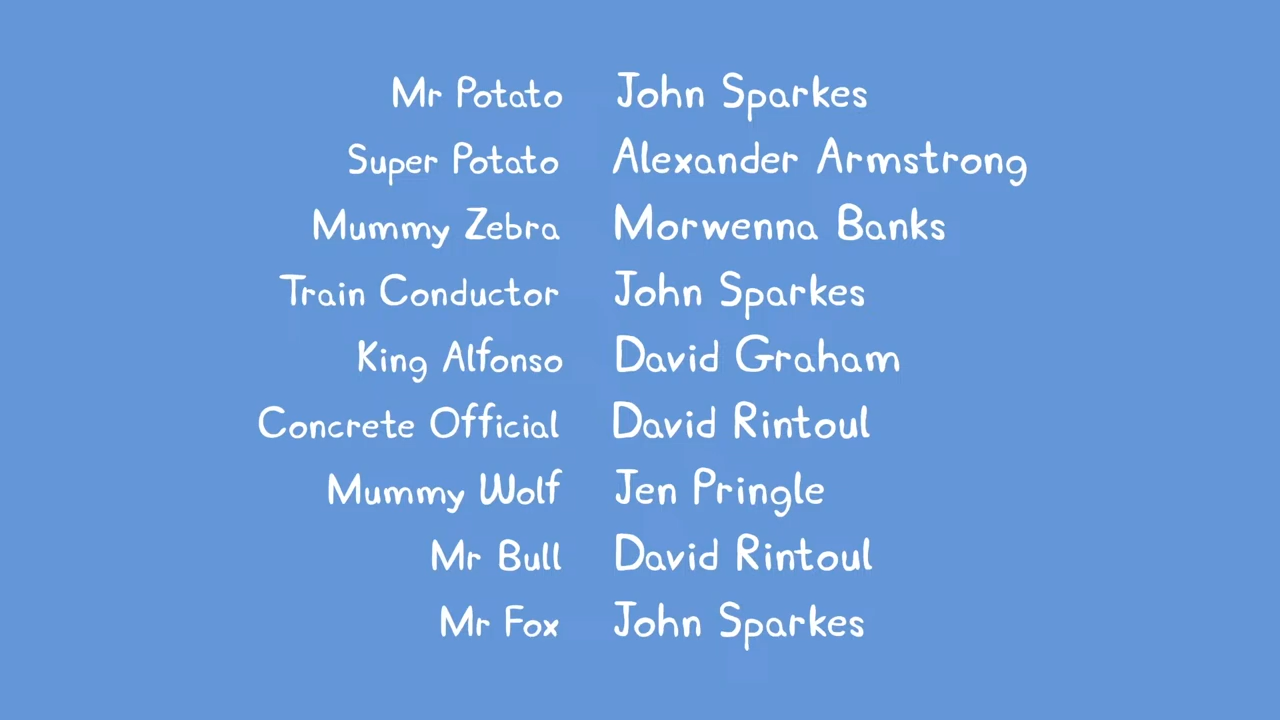 Mr Potato John Sparkes
Super Potato Alexander Armstrong
Mummy Zebra Morwenna Banks
Train Conductor John Sparkes
King Alfonso David Graham
Concrete Official David Rintoul
Mummy Wolf Jen Pringle
Mr Bull David Rintoul
Mr Fox John Sparkes